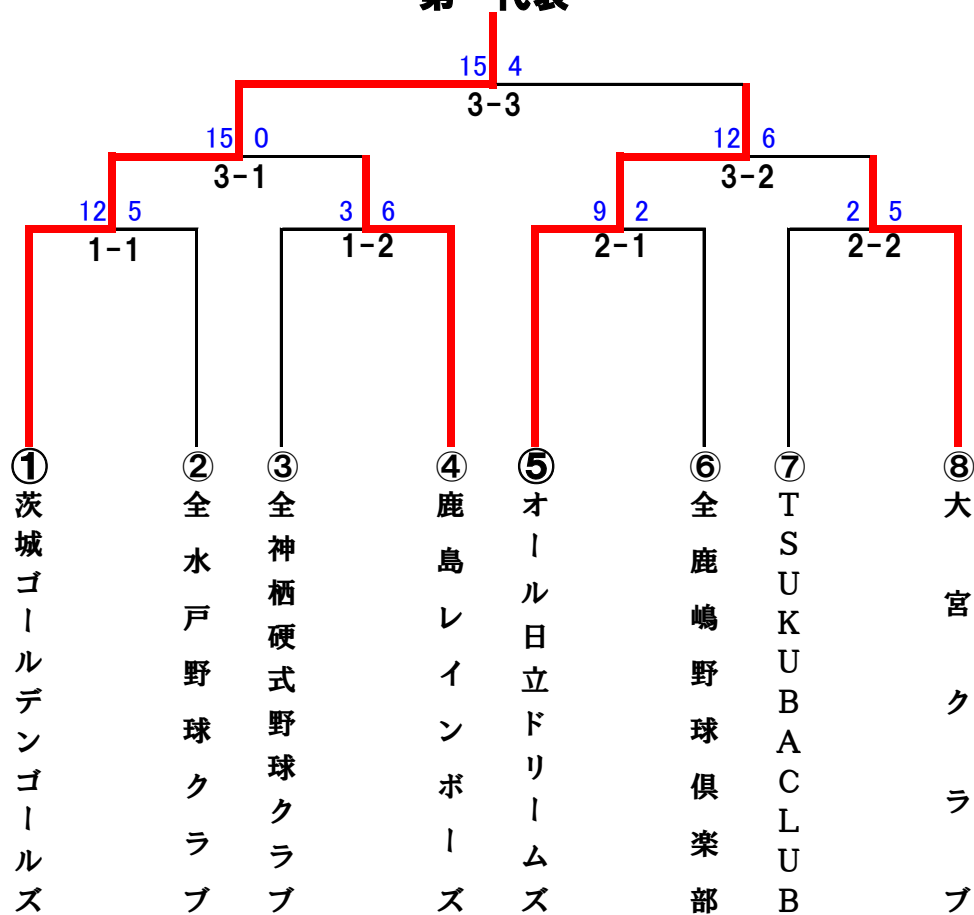 15 4
3-3
15 0
3-1
12 6
3-2
12 5
1-1
3 6
1-2
9 2
2-1
2 5
2-2
①茨城ゴールデンゴールズ
②全水戸野球クラブ
③全神栖硬式野球クラブ
④鹿島レインボーズ
⑤オール日立ドリームズ
⑥全鹿嶋野球倶楽部
⑦TSUKUBACLUB
⑧大宮クラブ